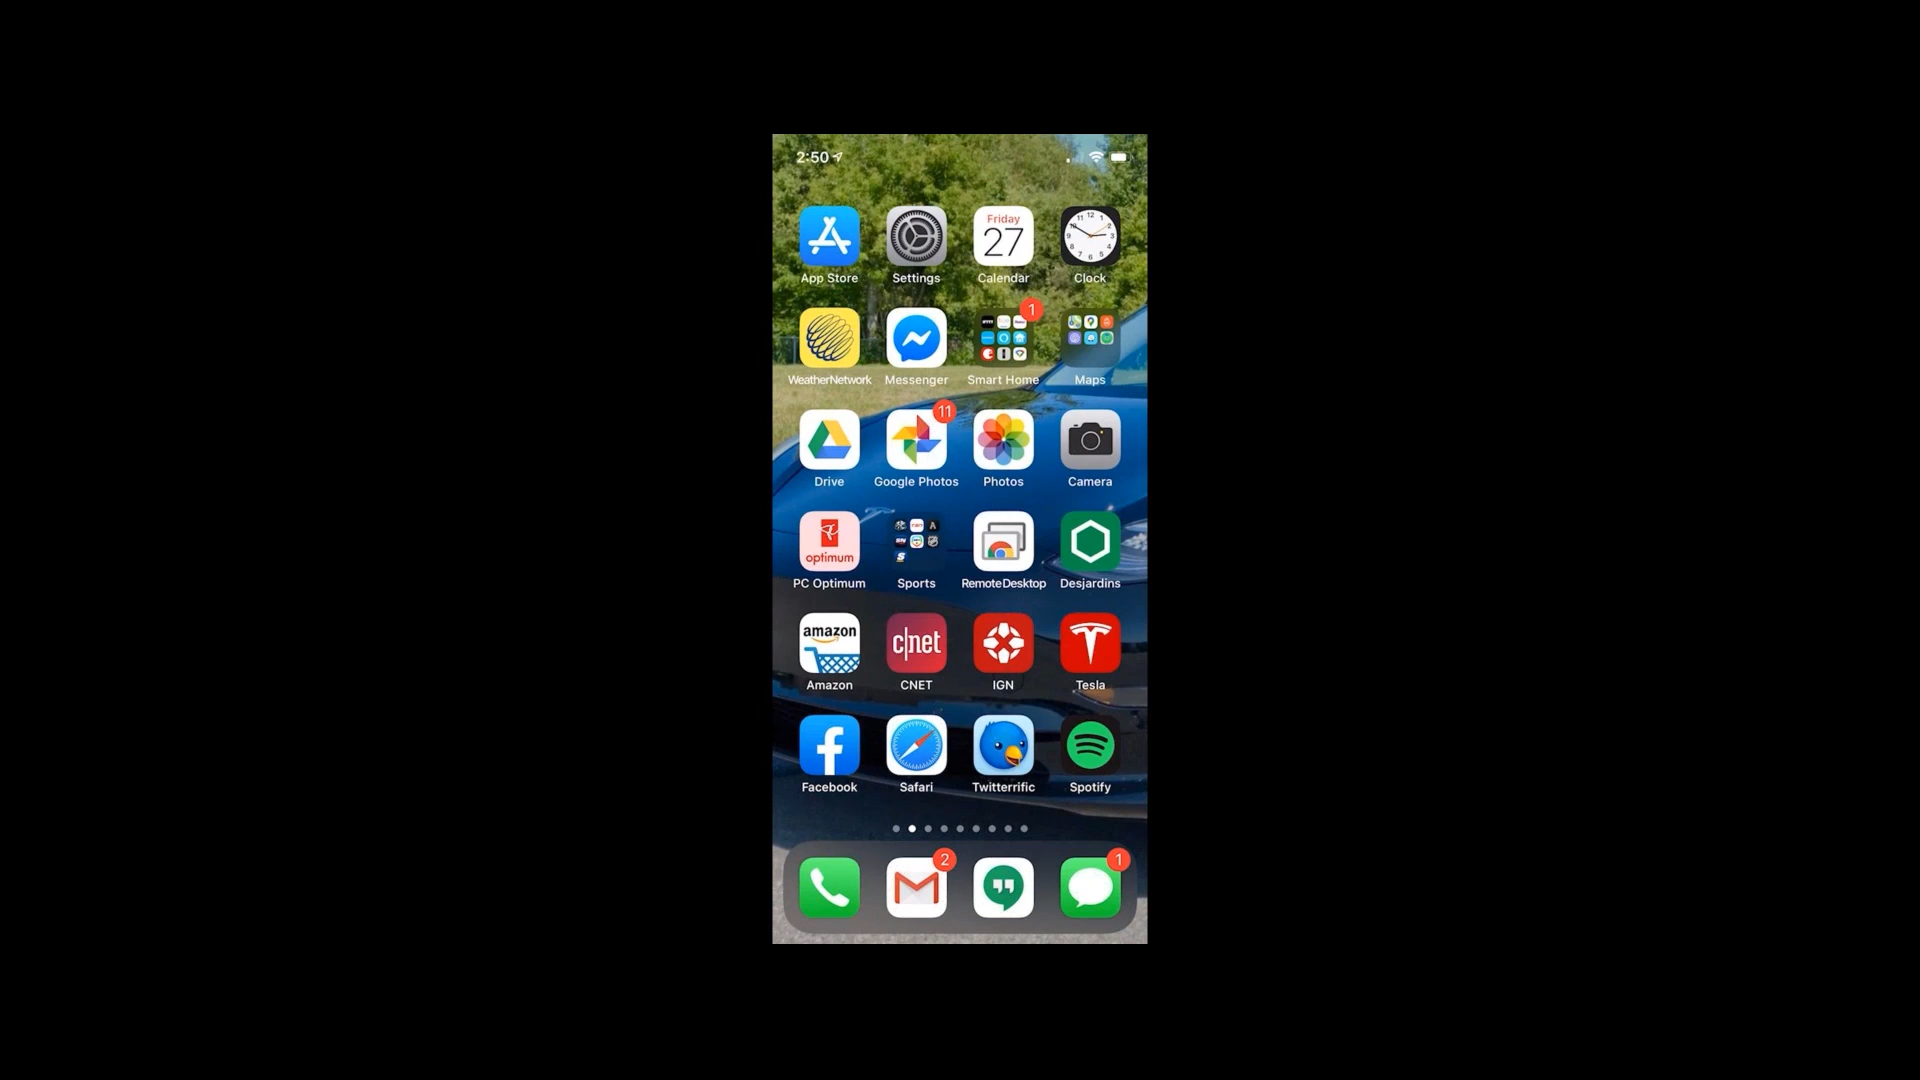 2:50
Friday
27
App Store
Settings
Calendar
Clock
1
WeatherNetwork
Messenger
Smart Home
Maps
11
Drive
Google Photos
Photos
Camera
optimum
PC Optimum
Sports
RemoteDesktop
Desjardins
amazon
c|net
Amazon
CNET
IGN
Tesla
Facebook
Safari
Twitterrific
Spotify
2
1